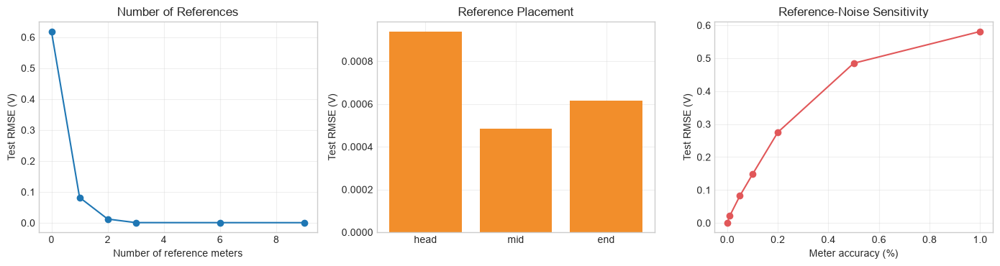 Number of References
Test RMSE (V)
0.6
0.5
0.4
0.3
0.2
0.1
0.0
0 2 4 6 8
Number of reference meters
Reference Placement
Test RMSE (V)
0.0008
0.0006
0.0004
0.0002
0.0000
head mid end
Reference-Noise Sensitivity
Test RMSE (V)
0.6
0.5
0.4
0.3
0.2
0.1
0.0
0.0 0.2 0.4 0.6 0.8 1.0
Meter accuracy (%)